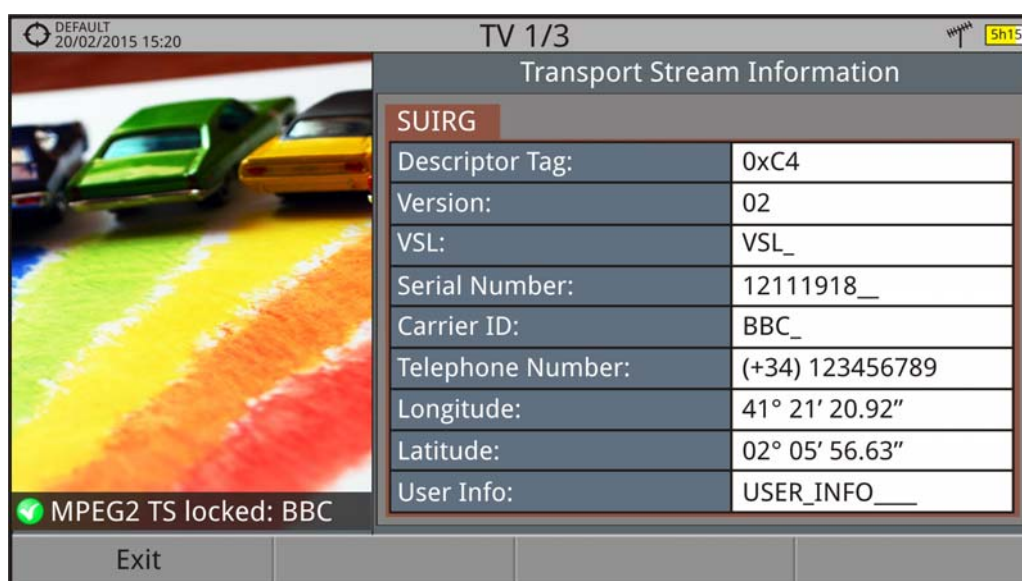 DEFAULT
20/02/2015 15:20
TV 1/3
5h15
Transport Stream Information
SUIRG
Descriptor Tag: 0xC4
Version: 02
VSL: VSL_
Serial Number: 12111918__
Carrier ID: BBC_
Telephone Number: (+34) 123456789
Longitude: 41° 21’ 20.92”
Latitude: 02° 05’ 56.63”
User Info: USER_INFO____
MPEG2 TS locked: BBC
Exit